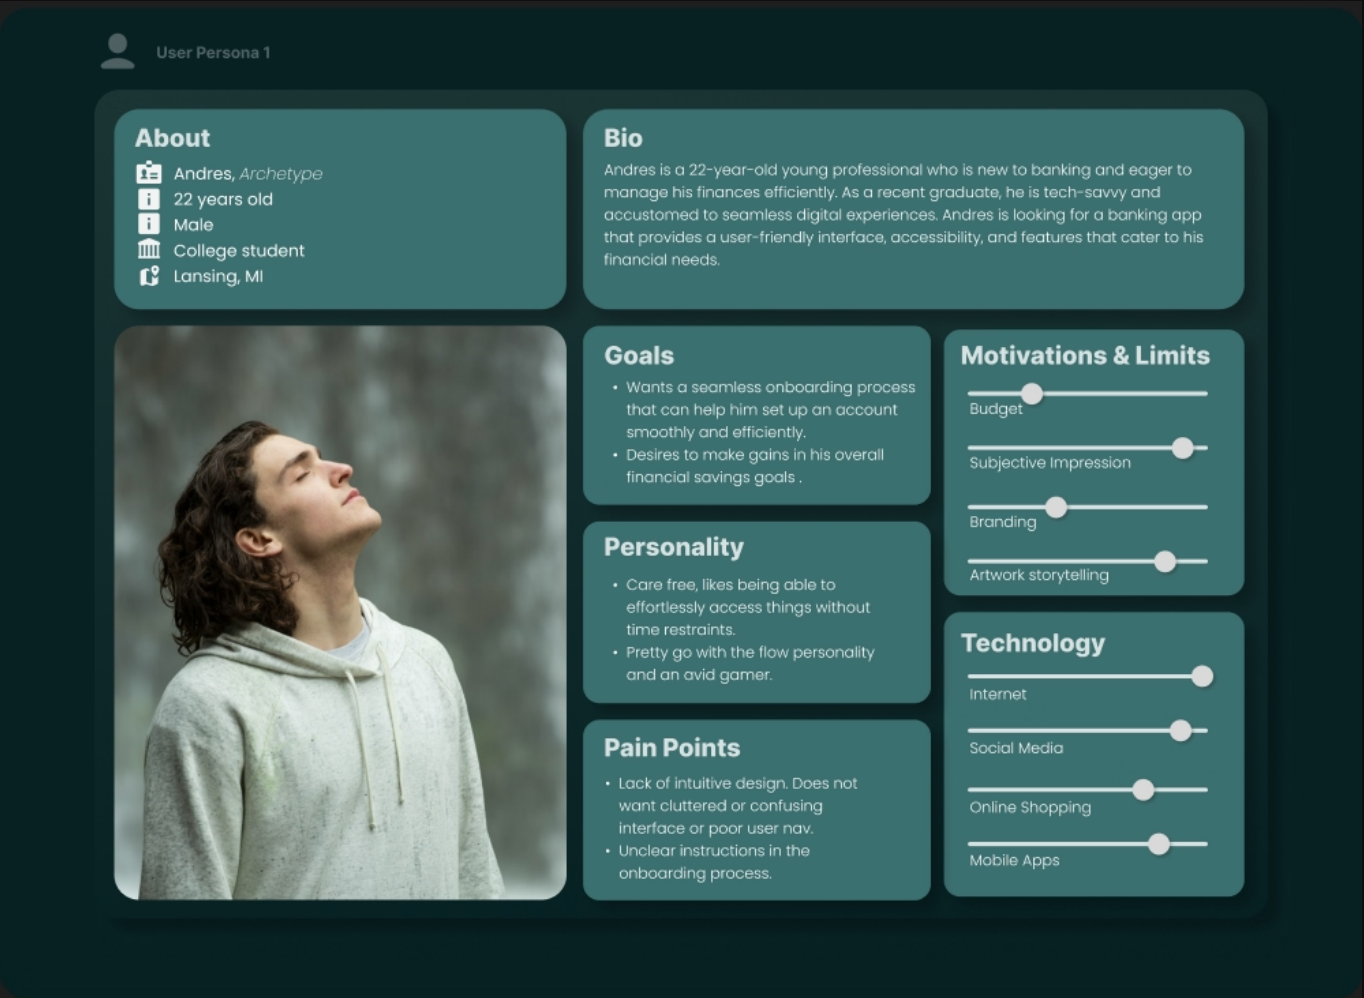 User Persona 1
About
Andres, Archetype
22 years old
Male
College student
Lansing, MI
Bio
Andres is a 22-year-old young professional who is new to banking and eager to
manage his finances efficiently. As a recent graduate, he is tech-savvy and
accustomed to seamless digital experiences. Andres is looking for a banking app
that provides a user-friendly interface, accessibility, and features that cater to his
financial needs.
Goals
• Wants a seamless onboarding process
that can help him set up an account
smoothly and efficiently.
• Desires to make gains in his overall
financial savings goals .
Personality
• Care free, likes being able to
effortlessly access things without
time restraints.
• Pretty go with the flow personality
and an avid gamer.
Pain Points
• Lack of intuitive design. Does not
want cluttered or confusing
interface or poor user nav.
• Unclear instructions in the
onboarding process.
Motivations & Limits
Budget
Subjective Impression
Branding
Artwork storytelling
Technology
Internet
Social Media
Online Shopping
Mobile Apps